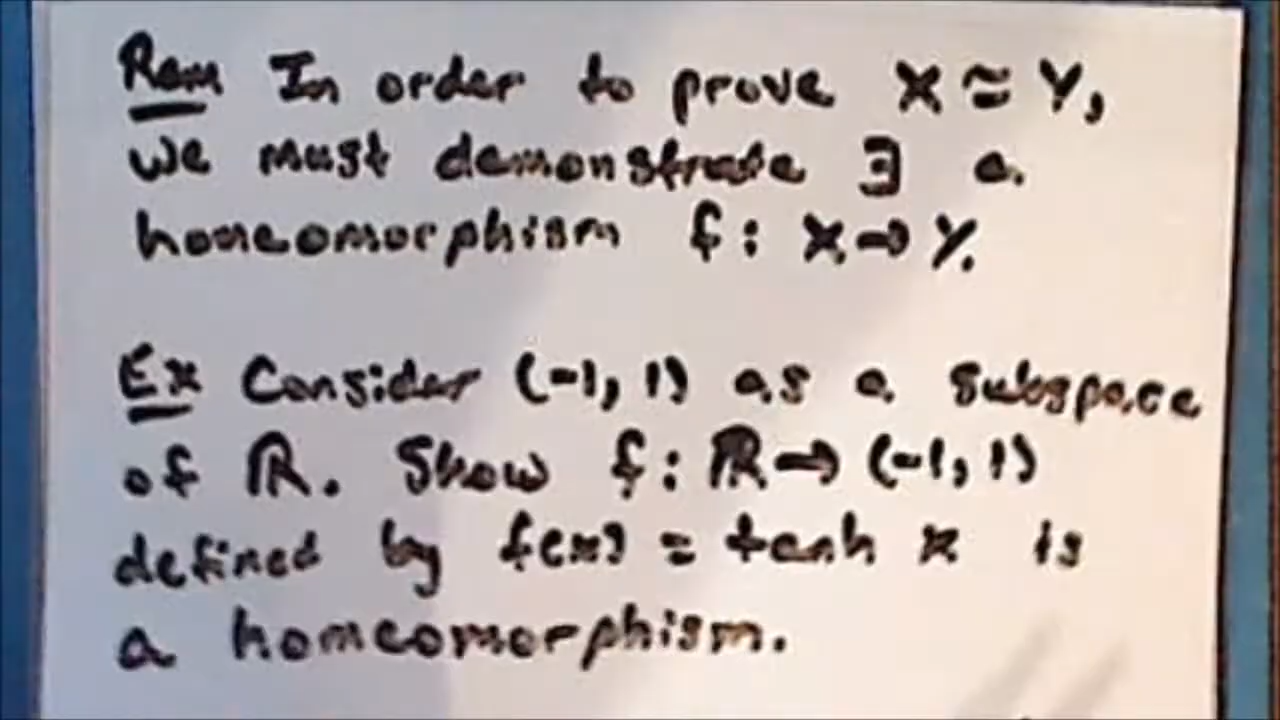 Rem In order to prove X ≈ Y,
we must demonstrate ∃ a
homeomorphism f: X → Y.
Ex Consider (-1, 1) as a subspace
of ℝ. Show f: ℝ → (-1, 1)
defined by f(x) = tanh x is
a homeomorphism.